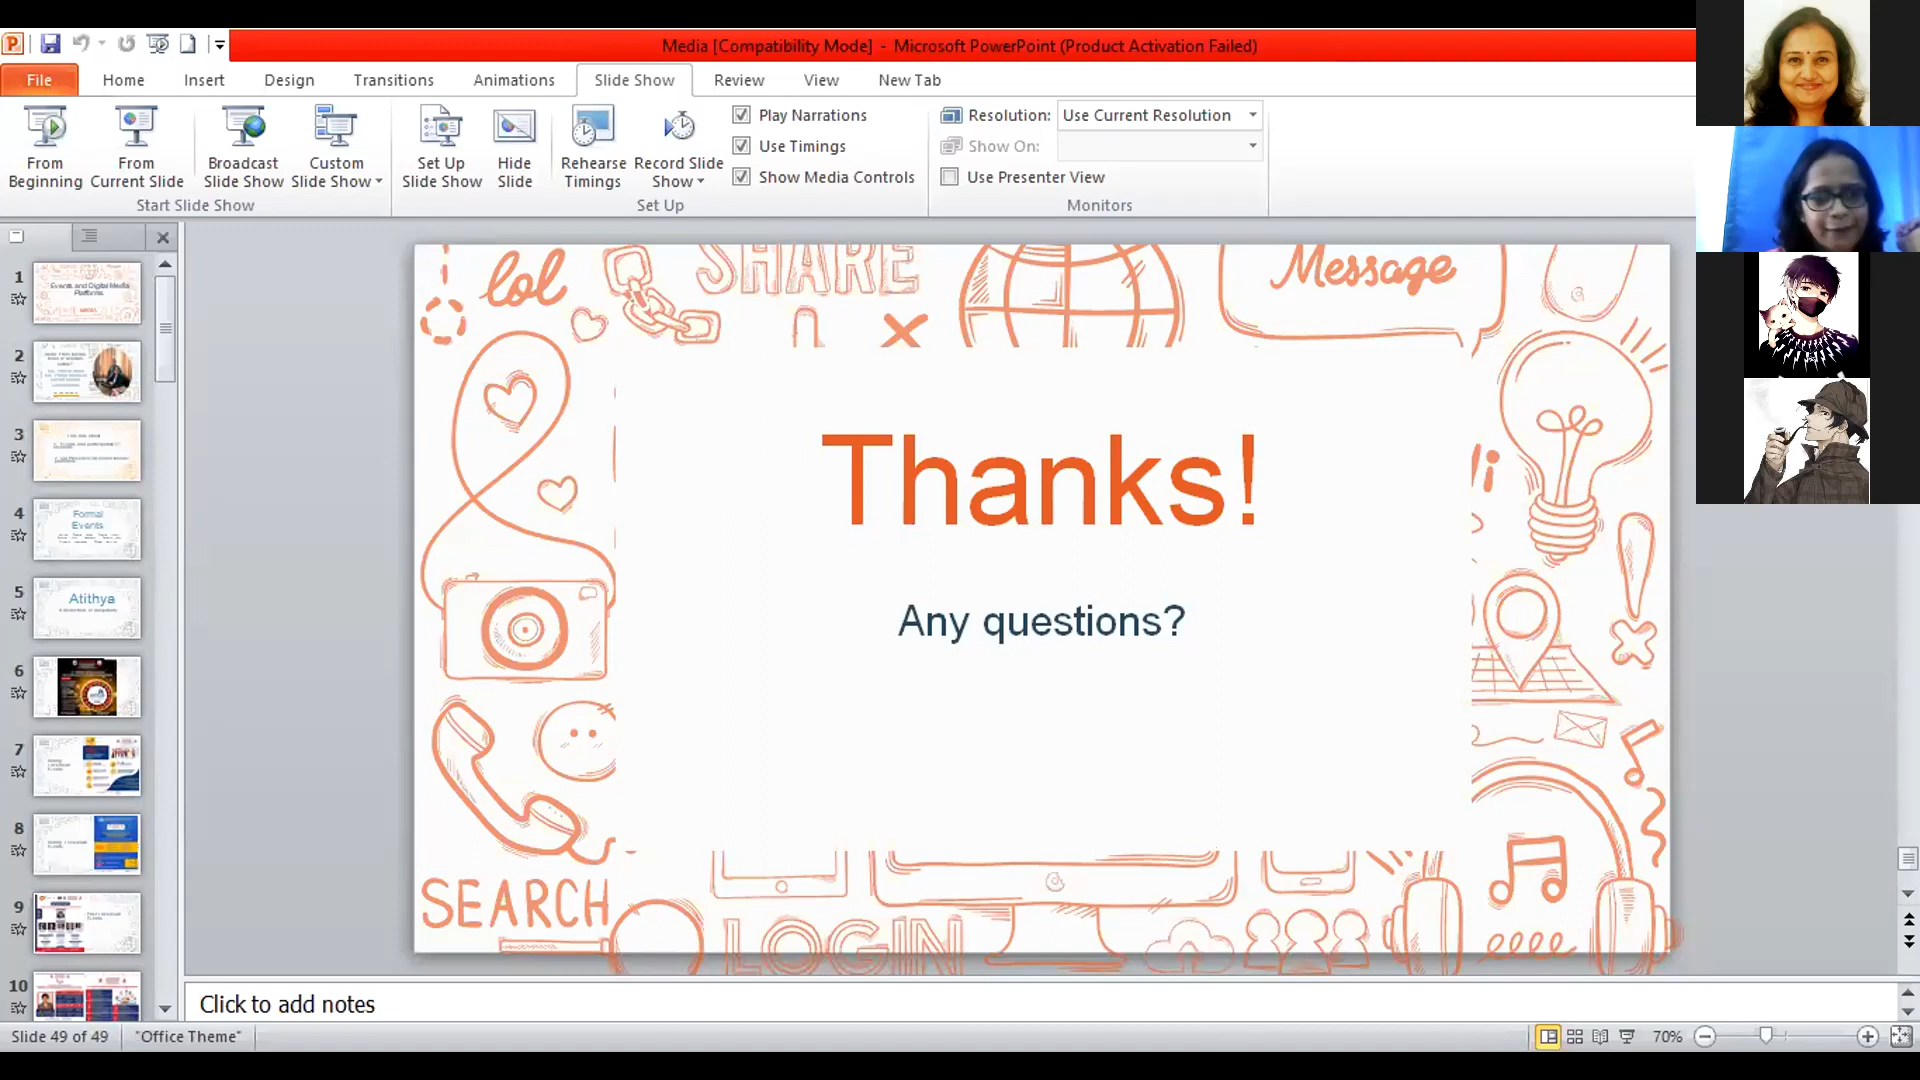 Media [Compatibility Mode] - Microsoft PowerPoint (Product Activation Failed)
File Home Insert Design Transitions Animations Slide Show Review View New Tab
From Beginning
From Current Slide
Broadcast Slide Show
Custom Slide Show
Set Up Slide Show
Hide Slide
Rehearse Timings
Record Slide Show
Play Narrations
Use Timings
Show Media Controls
Resolution: Use Current Resolution
Show On:
Use Presenter View
Start Slide Show
Set Up
Monitors
1
Events and Digital Media
Platforms
2
3
4
Formal
Events
5
Atithya
6
7
8
9
10
lol
SHARE
Message
Thanks!
Any questions?
SEARCH
LOGIN
Click to add notes
Slide 49 of 49
"Office Theme"
70%